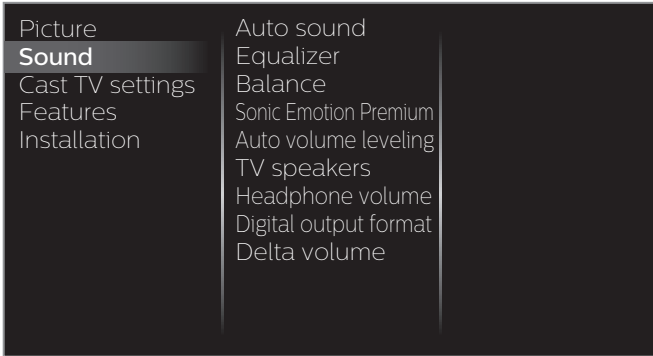 Picture
Sound
Cast TV settings
Features
Installation
Auto sound
Equalizer
Balance
Sonic Emotion Premium
Auto volume leveling
TV speakers
Headphone volume
Digital output format
Delta volume